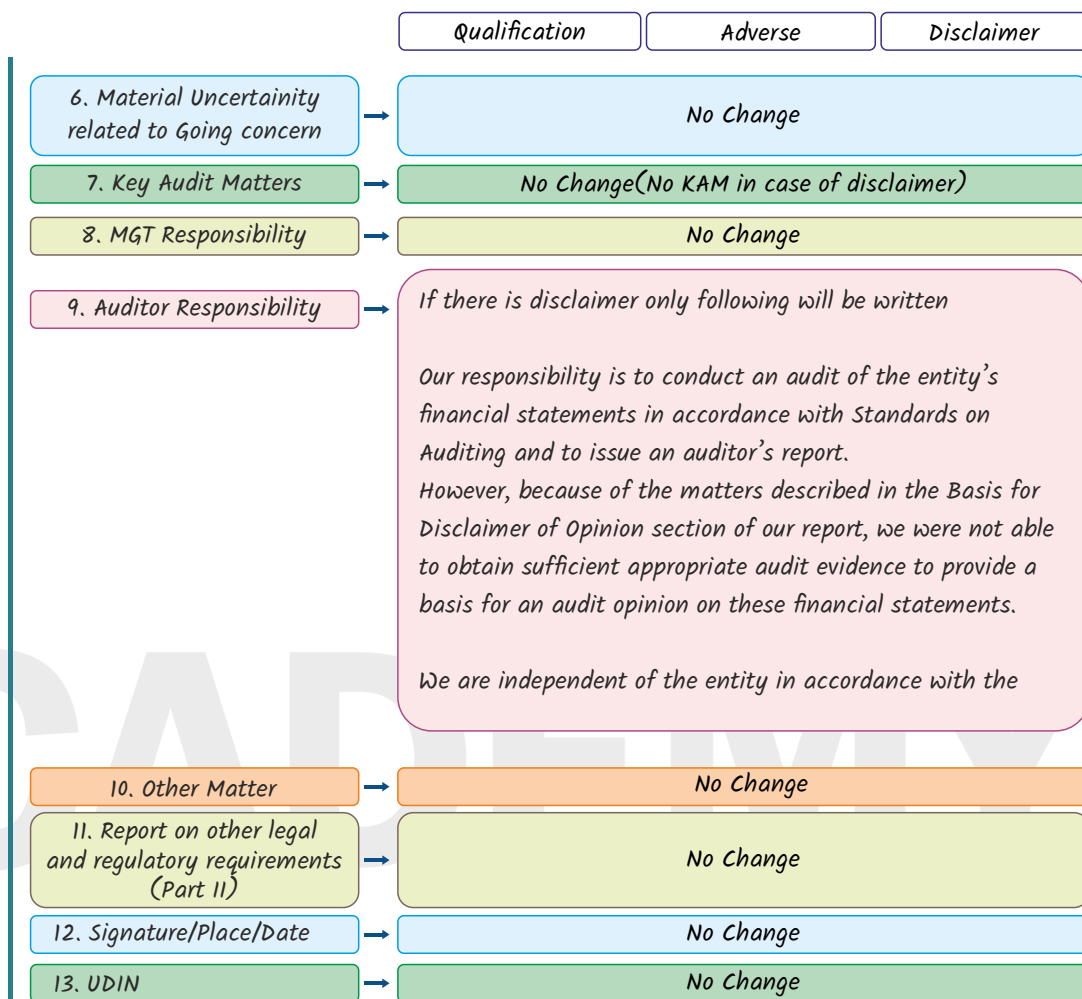 Qualification Adverse Disclaimer
6. Material Uncertainity
related to Going concern
No Change
7. Key Audit Matters
No Change(No KAM in case of disclaimer)
8. MGT Responsibility
No Change
9. Auditor Responsibility
If there is disclaimer only following will be written
Our responsibility is to conduct an audit of the entity's
financial statements in accordance with Standards on
Auditing and to issue an auditor's report.
However, because of the matters described in the Basis for
Disclaimer of Opinion section of our report, we were not able
to obtain sufficient appropriate audit evidence to provide a
basis for an audit opinion on these financial statements.
We are independent of the entity in accordance with the
10. Other Matter
No Change
11. Report on other legal
and regulatory requirements
(Part II)
No Change
12. Signature/Place/Date
No Change
13. UDIN
No Change